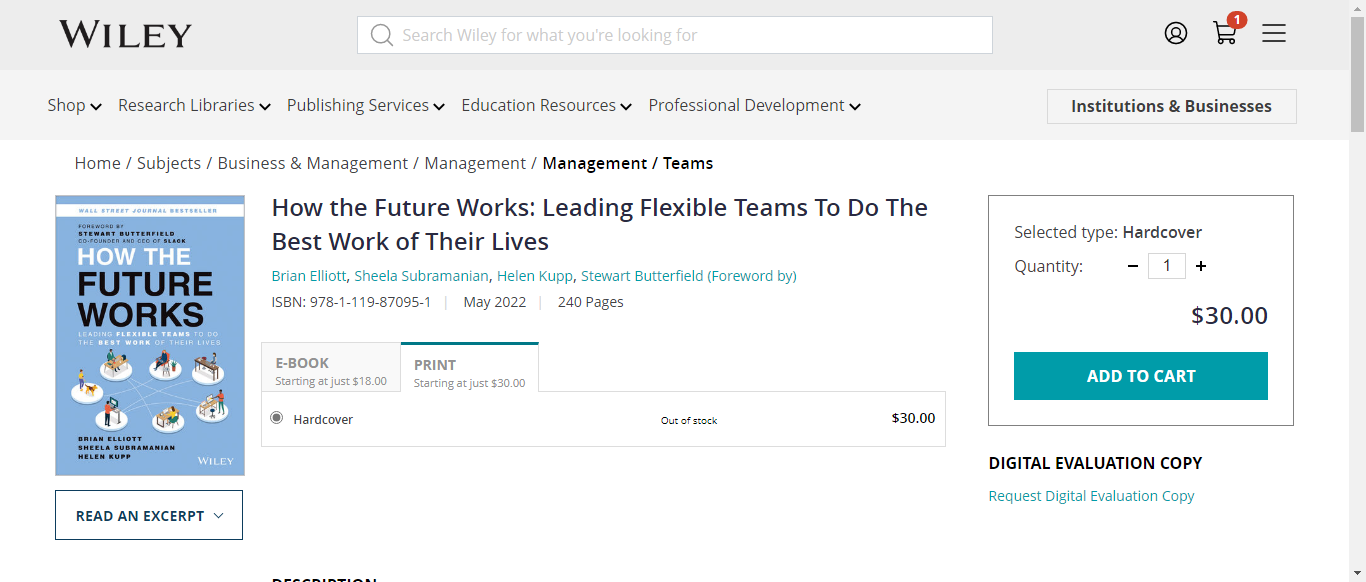 WILEY
Search Wiley for what you're looking for
1
Shop Research Libraries Publishing Services Education Resources Professional Development Institutions & Businesses
Home / Subjects / Business & Management / Management / Management / Teams
WALL STREET JOURNAL BESTSELLER
FOREWORD BY
STEWART BUTTERFIELD
CO-FOUNDER AND CEO OF SLACK
HOW THE
FUTURE
WORKS
LEADING FLEXIBLE TEAMS TO DO
THE BEST WORK OF THEIR LIVES
BRIAN ELLIOTT
SHEELA SUBRAMANIAN
HELEN KUPP
WILEY
READ AN EXCERPT
How the Future Works: Leading Flexible Teams To Do The
Best Work of Their Lives
Brian Elliott, Sheela Subramanian, Helen Kupp, Stewart Butterfield (Foreword by)
ISBN: 978-1-119-87095-1 | May 2022 | 240 Pages
E-BOOK
Starting at just $18.00
PRINT
Starting at just $30.00
Hardcover Out of stock $30.00
Selected type: Hardcover
Quantity: − 1 +
$30.00
ADD TO CART
DIGITAL EVALUATION COPY
Request Digital Evaluation Copy
DESCRIPTION